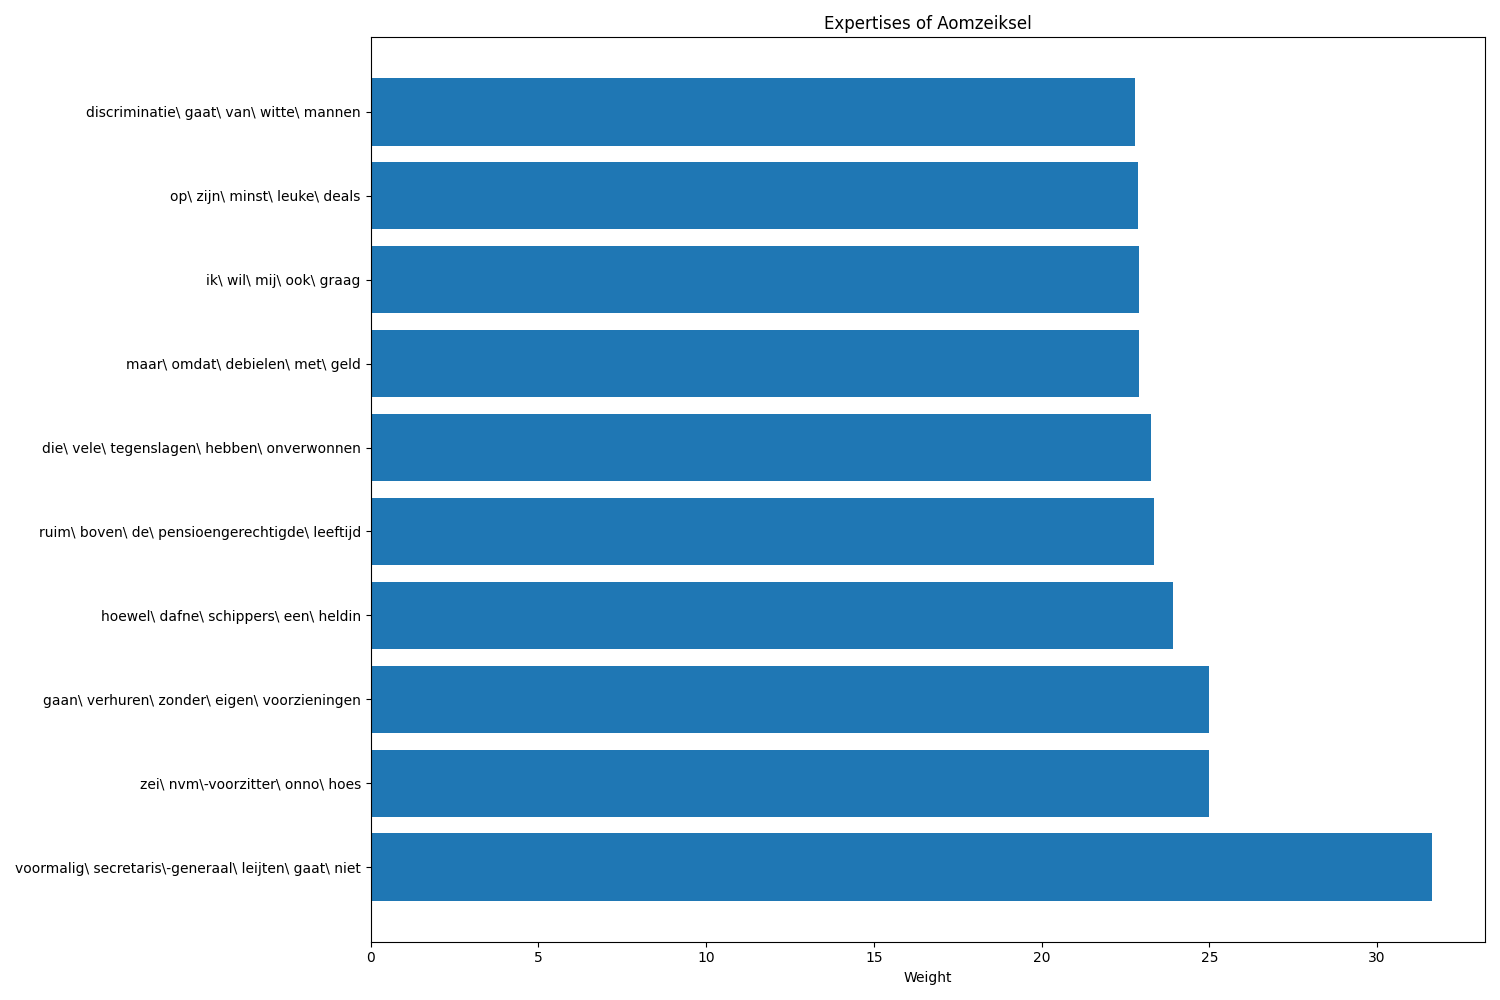 Expertises of Aomzeiksel
discriminatie\ gaat\ van\ witte\ mannen
op\ zijn\ minst\ leuke\ deals
ik\ wil\ mij\ ook\ graag
maar\ omdat\ debielen\ met\ geld
die\ vele\ tegenslagen\ hebben\ onverwonnen
ruim\ boven\ de\ pensioengerechtigde\ leeftijd
hoewel\ dafne\ schippers\ een\ heldin
gaan\ verhuren\ zonder\ eigen\ voorzieningen
zei\ nvm\-voorzitter\ onno\ hoes
voormalig\ secretaris\-generaal\ leijten\ gaat\ niet
0 5 10 15 20 25 30
Weight